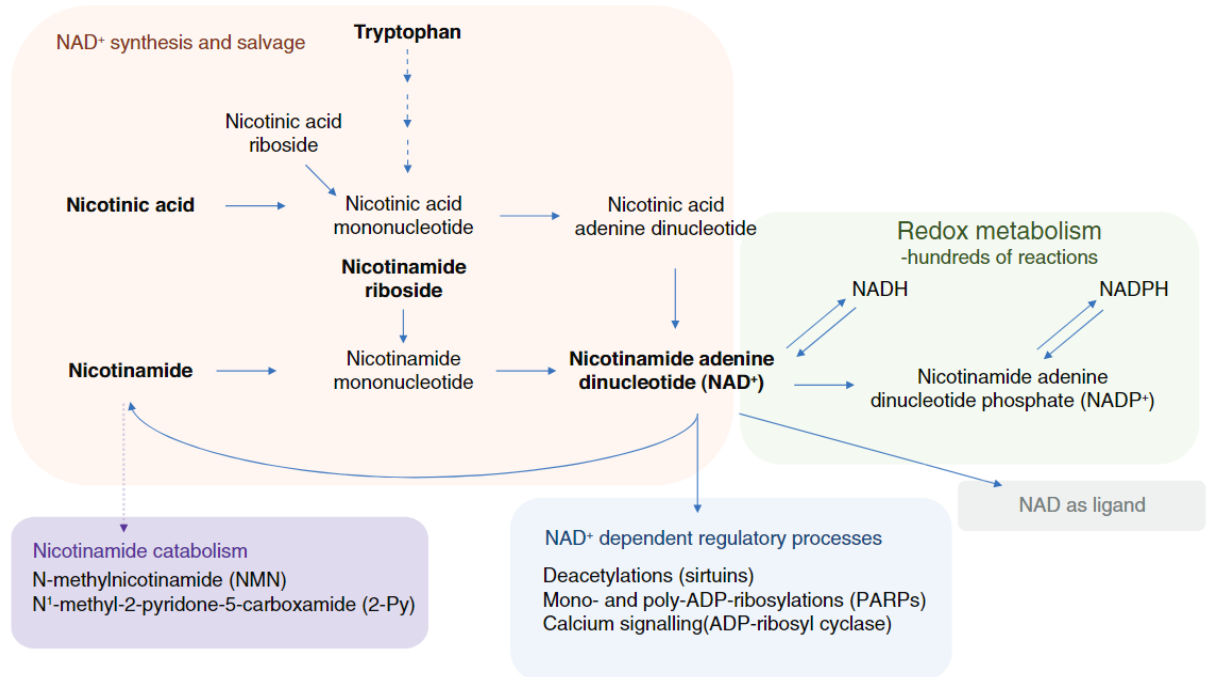 NAD⁺ synthesis and salvage
Tryptophan
Nicotinic acid
riboside
Nicotinic acid
Nicotinic acid
mononucleotide
Nicotinic acid
adenine dinucleotide
Nicotinamide
riboside
Nicotinamide
Nicotinamide
mononucleotide
Nicotinamide adenine
dinucleotide (NAD⁺)
Redox metabolism
-hundreds of reactions
NADH
NADPH
Nicotinamide adenine
dinucleotide phosphate (NADP⁺)
NAD as ligand
Nicotinamide catabolism
N-methylnicotinamide (NMN)
N¹-methyl-2-pyridone-5-carboxamide (2-Py)
NAD⁺ dependent regulatory processes
Deacetylations (sirtuins)
Mono- and poly-ADP-ribosylations (PARPs)
Calcium signalling(ADP-ribosyl cyclase)